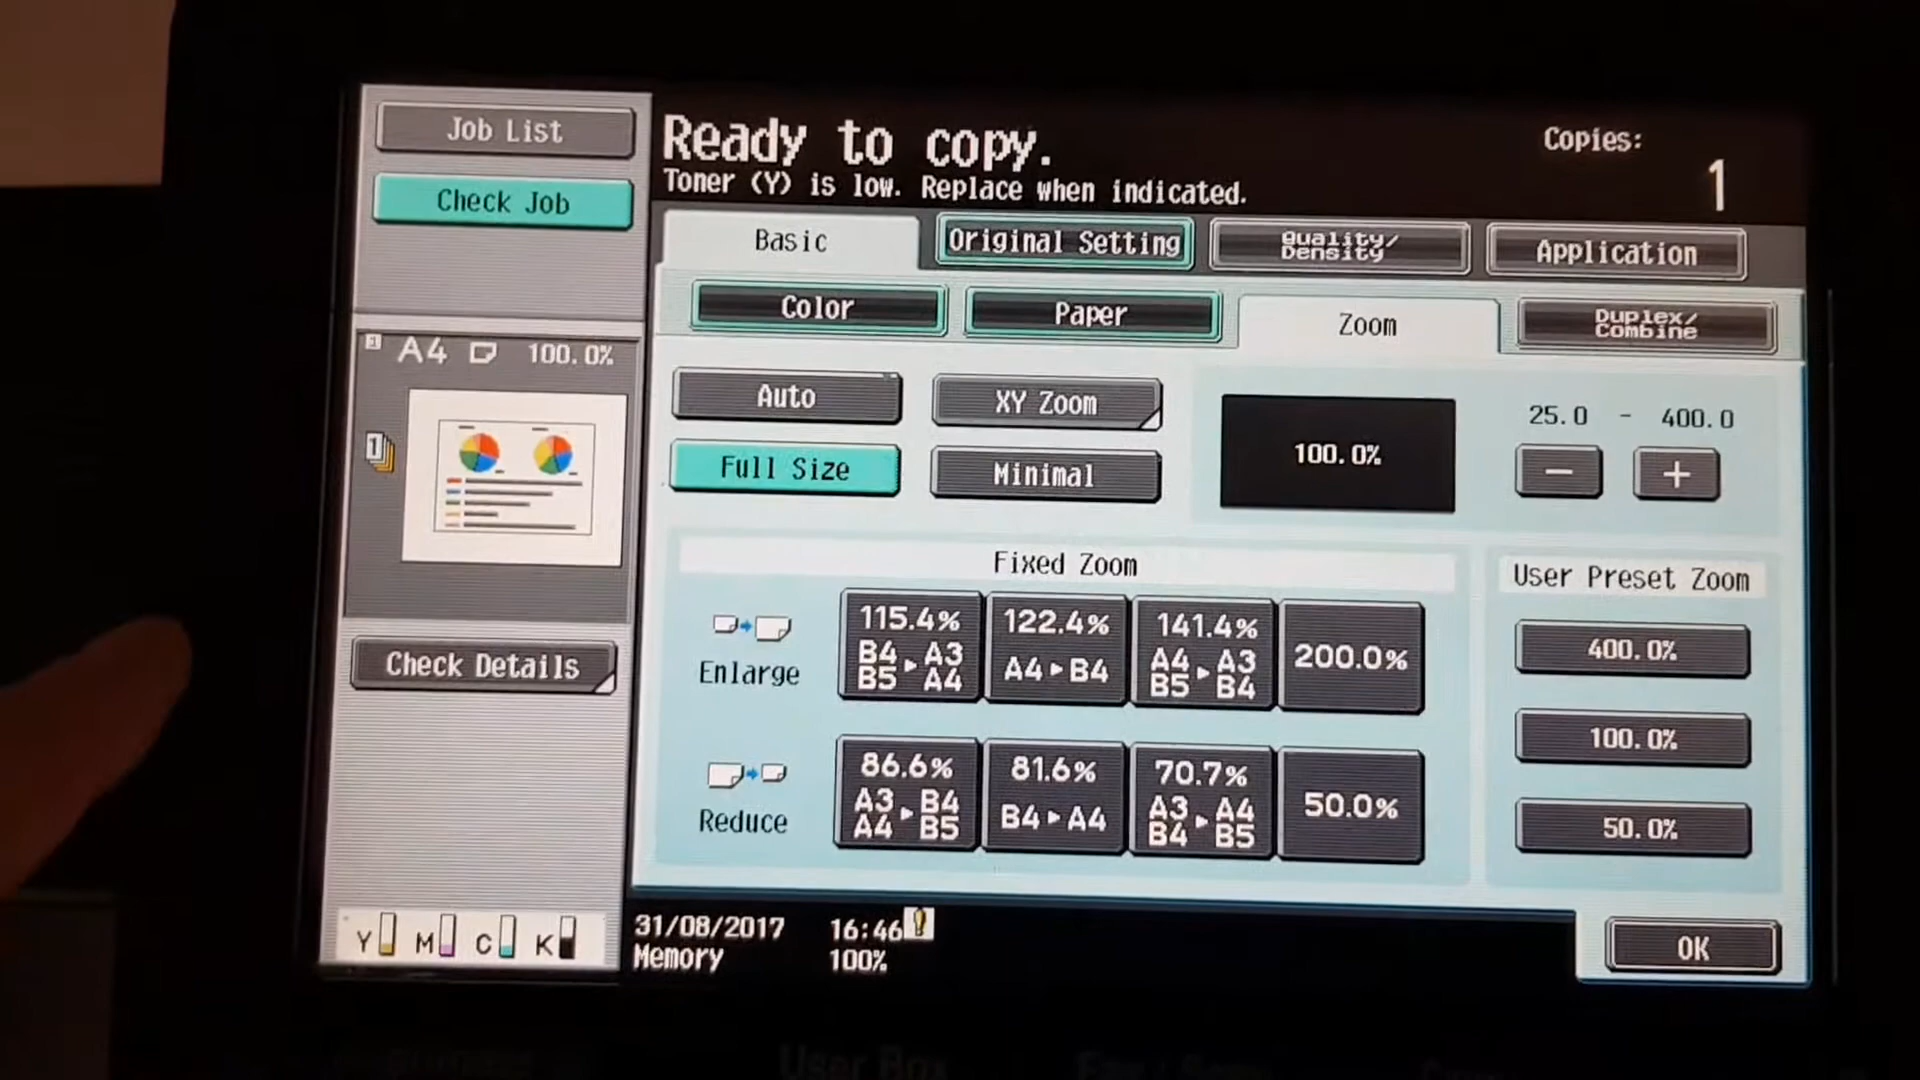 Job List
Check Job
Ready to copy.
Toner (Y) is low. Replace when indicated.
Copies:
1
Basic
Original Setting
Quality/
Density
Application
Color
Paper
Zoom
Duplex/
Combine
1
A4 100.0%
1
Check Details
Auto
XY Zoom
Full Size
Minimal
100.0%
25.0 - 400.0
−
+
Fixed Zoom
Enlarge
115.4%
B4▸A3
B5 A4
122.4%
A4▸B4
141.4%
A4▸A3
B5 B4
200.0%
Reduce
86.6%
A3▸B4
A4 B5
81.6%
B4▸A4
70.7%
A3▸A4
B4 B5
50.0%
User Preset Zoom
400.0%
100.0%
50.0%
Y M C K
31/08/2017 16:46
Memory 100%
OK
User Box